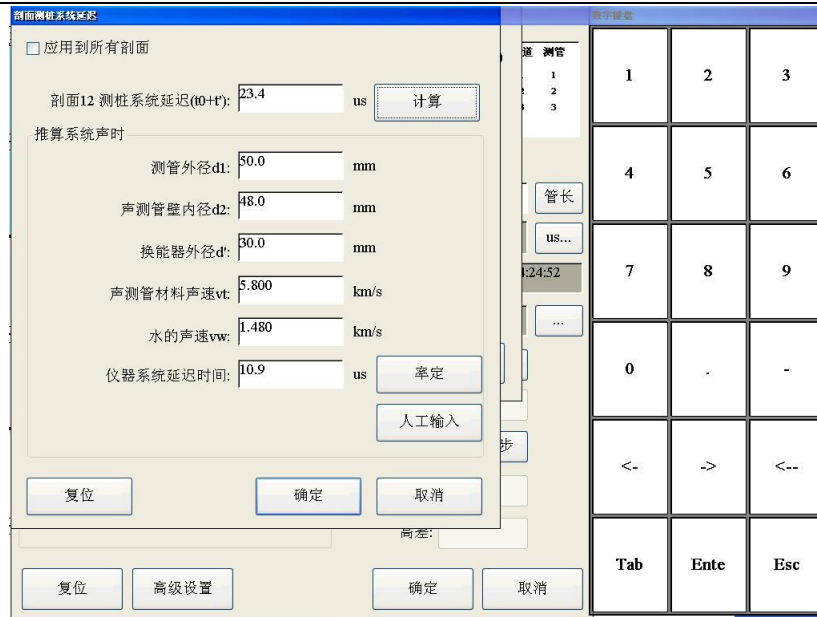 剖面测桩系统延迟
应用到所有剖面
剖面12 测桩系统延迟(t0+t'): 23.4 us 计算
推算系统声时
测管外径d1: 50.0 mm
声测管壁内径d2: 48.0 mm
换能器外径d': 30.0 mm
声测管材料声速vt: 5.800 km/s
水的声速vw: 1.480 km/s
仪器系统延迟时间: 10.9 us 率定
人工输入
复位 确定 取消
道 测管
1
2
3
管长
us...
:24:52
...
步
高差:
复位 高级设置 确定 取消
数字键盘
1 2 3
4 5 6
7 8 9
0 . -
<- -> <--
Tab Ente Esc